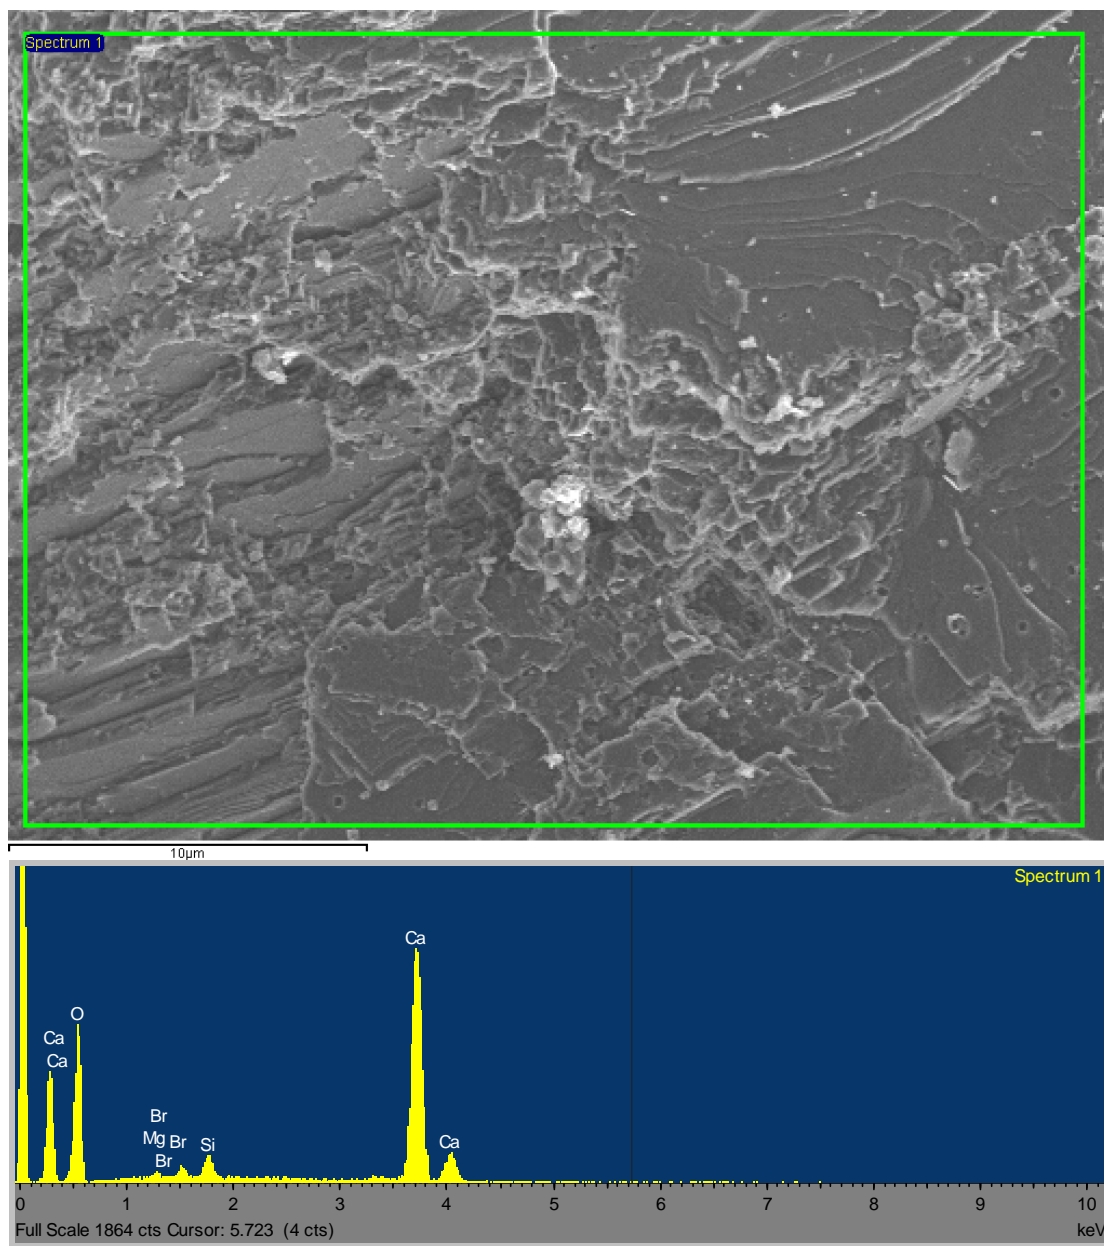 Spectrum 1
10µm
Spectrum 1
Ca
O
Ca
Ca
Br
Mg Br Si
Br
Ca
0 1 2 3 4 5 6 7 8 9 10
Full Scale 1864 cts Cursor: 5.723 (4 cts) keV